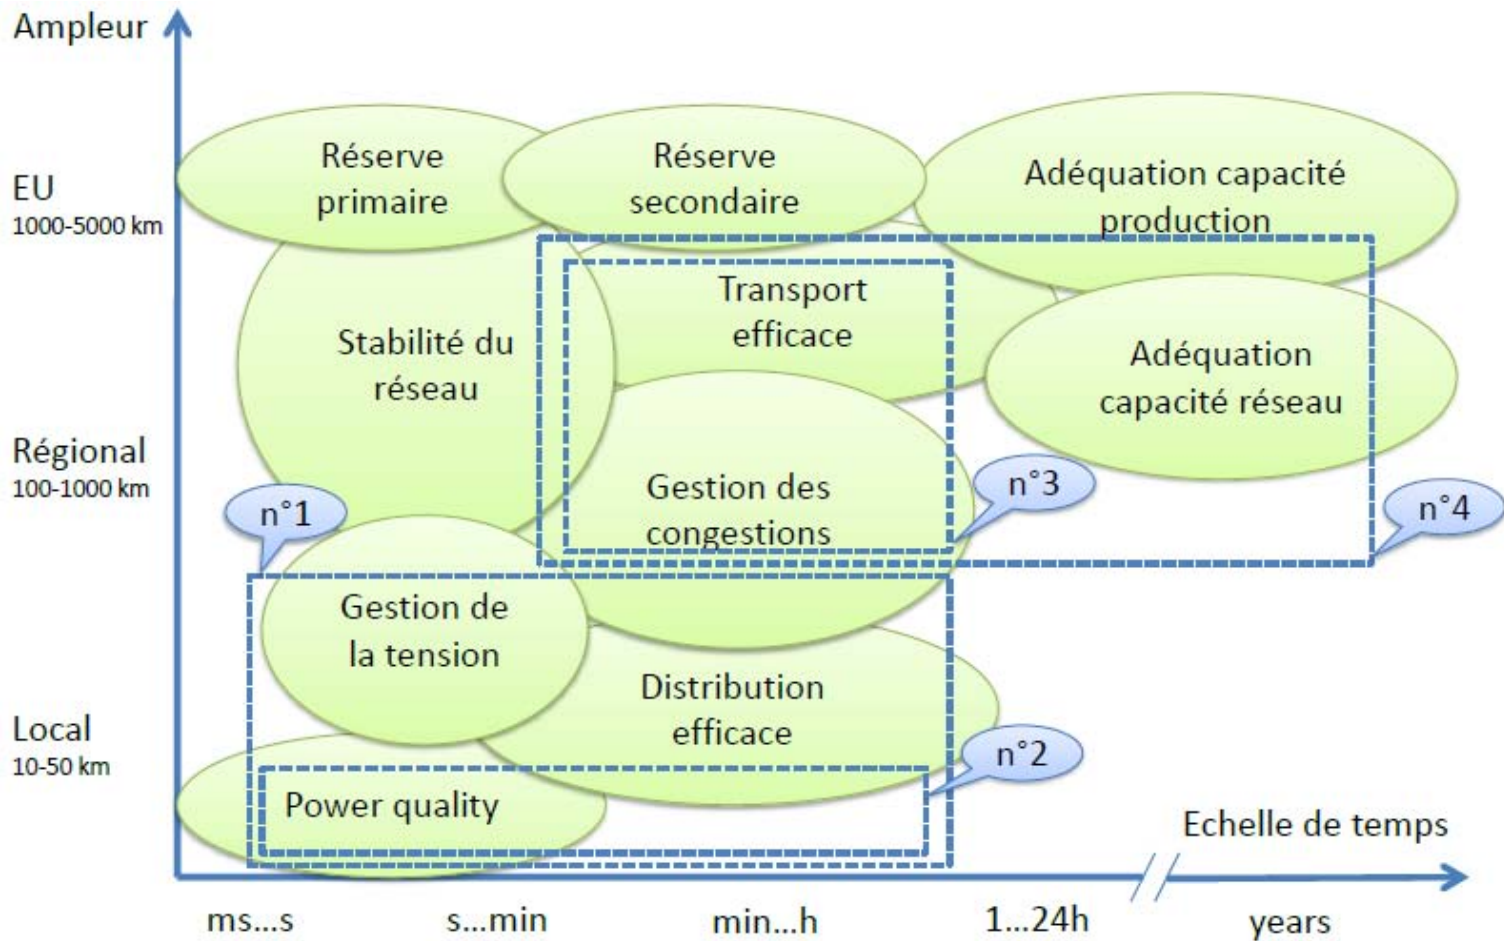 Ampleur
Réserve
primaire
Réserve
secondaire
Adéquation capacité
production
EU
1000-5000 km
Transport
efficace
Stabilité du
réseau
Adéquation
capacité réseau
Régional
100-1000 km
n°1
Gestion des
congestions
n°3
n°4
Gestion de
la tension
Distribution
efficace
Local
10-50 km
n°2
Power quality
Echelle de temps
ms...s
s...min
min...h
1...24h
years